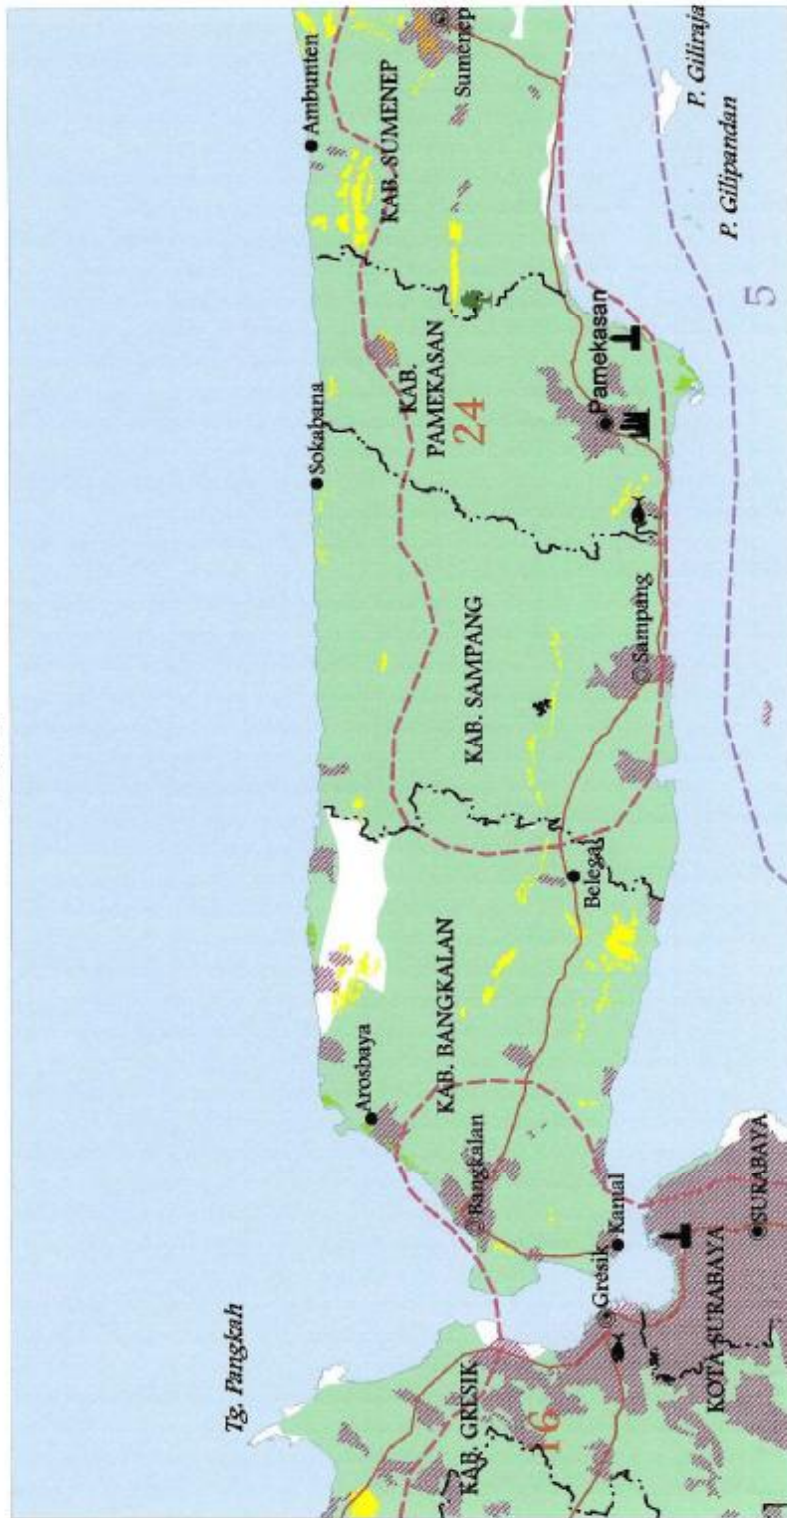 Tg. Pangkah
KAB. GRESIK
16
Gresik
KOTA SURABAYA
SURABAYA
Kamal
Bangkalan
Arosbaya
KAB. BANGKALAN
Belega
KAB. SAMPANG
Sampang
Sokabana
KAB.
PAMEKASAN
24
Pamekasan
KAB. SUMENEP
Ambunten
Sumenep
5
P. Gilipandan
P. Giliraja